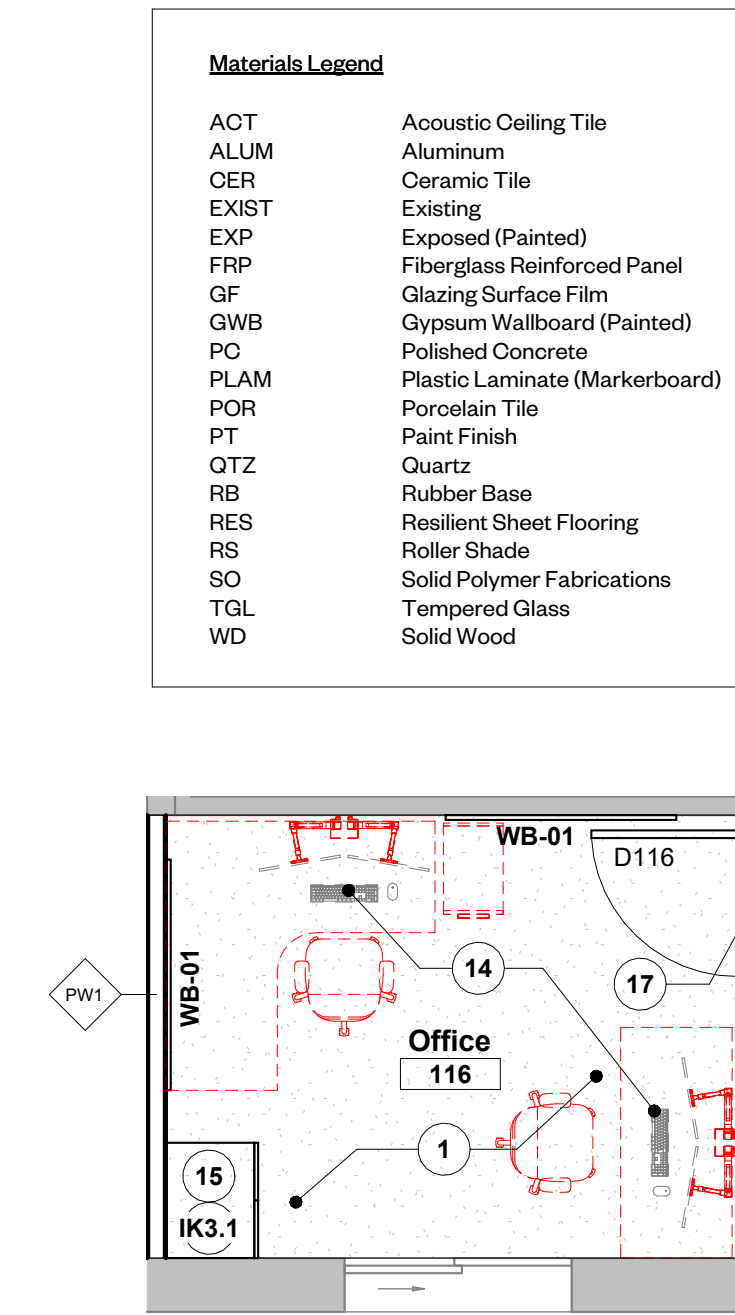 Materials Legend
ACT Acoustic Ceiling Tile
ALUM Aluminum
CER Ceramic Tile
EXIST Existing
EXP Exposed (Painted)
FRP Fiberglass Reinforced Panel
GF Glazing Surface Film
GWB Gypsum Wallboard (Painted)
PC Polished Concrete
PLAM Plastic Laminate (Markerboard)
POR Porcelain Tile
PT Paint Finish
QTZ Quartz
RB Rubber Base
RES Resilient Sheet Flooring
RS Roller Shade
SO Solid Polymer Fabrications
TGL Tempered Glass
WD Solid Wood
WB-01
D116
14
17
WB-01
PW1
Office
116
1
15
IK3.1